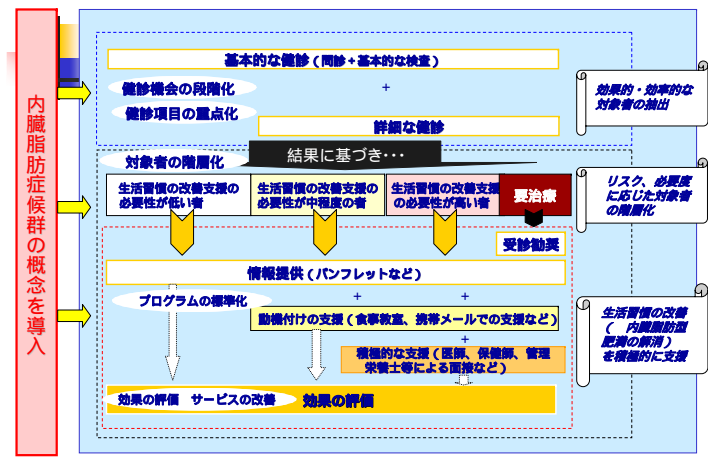 内臓脂肪症候群の概念を導入
基本的な健診（問診＋基本的な検査）
健診機会の段階化
+
健診項目の重点化
詳細な健診
効果的・効率的な
対象者の抽出
結果に基づき･･･
対象者の階層化
生活習慣の改善支援の
必要性が低い者
生活習慣の改善支援の
必要性が中程度の者
生活習慣の改善支援
の必要性が高い者
要治療
リスク、必要度
に応じた対象者
の階層化
受診勧奨
情報提供（パンフレットなど）
プログラムの標準化
+
+
動機付けの支援（食事教室、携帯メールでの支援など）
+
積極的な支援（医師、保健師、管理
栄養士等による面接など）
生活習慣の改善
（　内臓脂肪型
肥満の解消）
を積極的に支援
効果の評価　サービスの改善
効果の評価